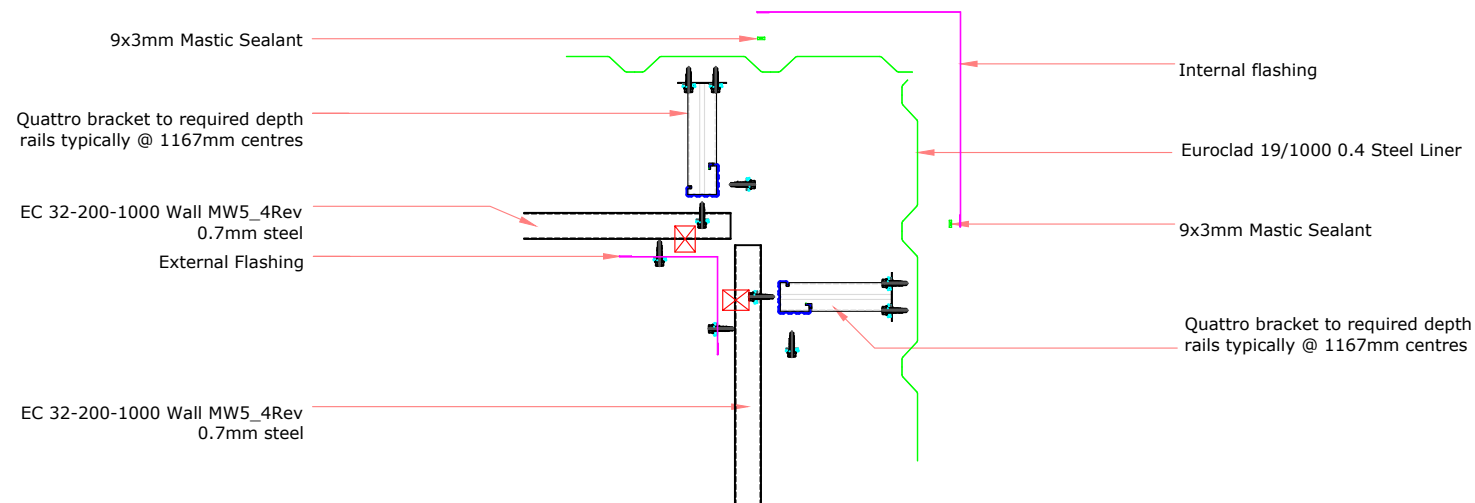 9x3mm Mastic Sealant
Quattro bracket to required depth
rails typically @ 1167mm centres
EC 32-200-1000 Wall MW5_4Rev
0.7mm steel
External Flashing
EC 32-200-1000 Wall MW5_4Rev
0.7mm steel
Internal flashing
Euroclad 19/1000 0.4 Steel Liner
9x3mm Mastic Sealant
Quattro bracket to required depth
rails typically @ 1167mm centres